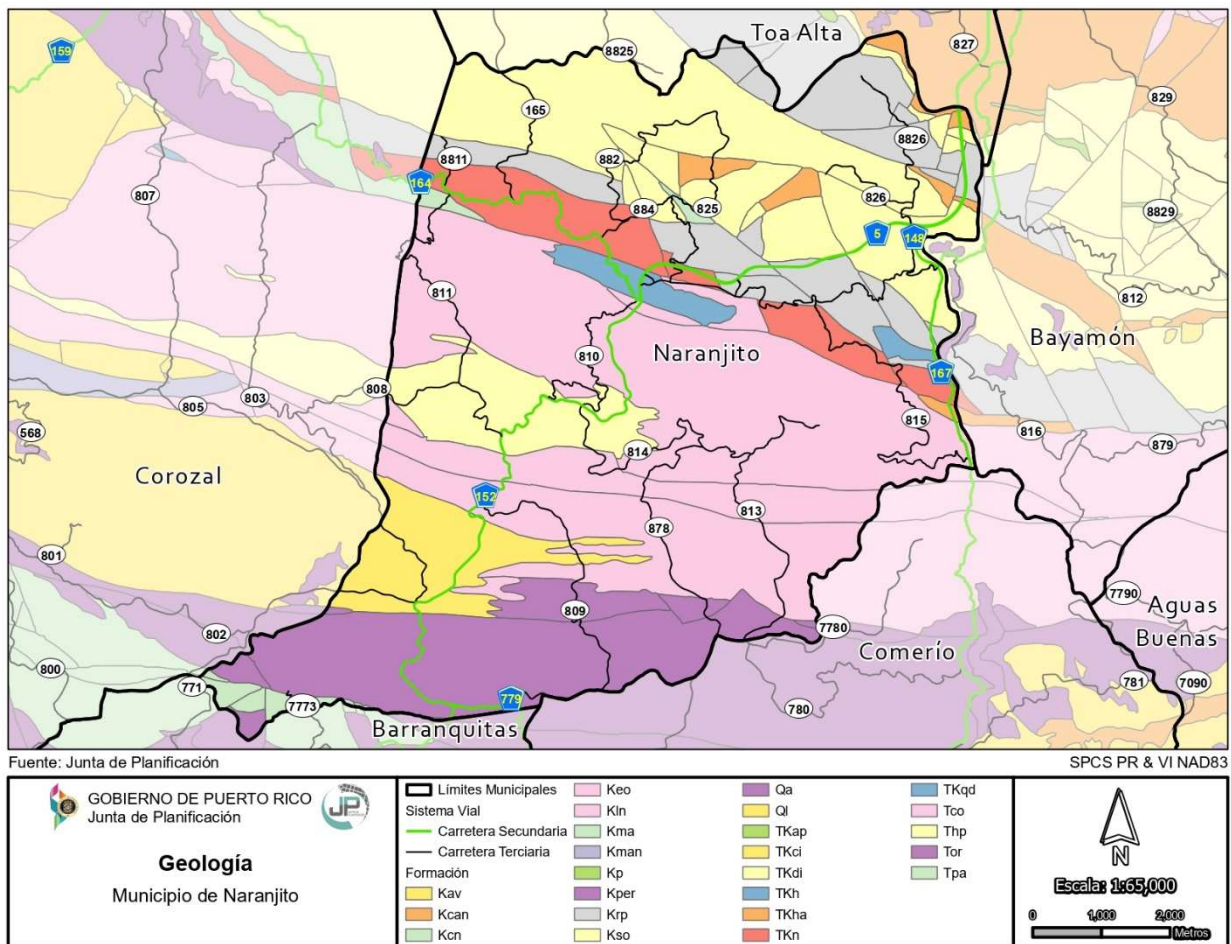 Toa Alta
159
8825
827
829
165
8826
8811
882
164
807
826
884
825
8829
5
148
811
812
810
Naranjito
Bayamón
808
167
803
805
815
816
568
814
879
Corozal
152
878
813
801
7790
809
Aguas
Buenas
802
7780
Comerío
800
771
7773
779
781
7090
780
Barranquitas
Fuente: Junta de Planificación
SPCS PR & VI NAD83
GOBIERNO DE PUERTO RICO
Junta de Planificación
JP
Geología
Municipio de Naranjito
Límites Municipales
Sistema Vial
Carretera Secundaria
Carretera Terciaria
Formación
Kav
Kcan
Kcn
Keo
Kln
Kma
Kman
Kp
Kper
Krp
Kso
Qa
Ql
TKap
TKci
TKdi
TKh
TKha
TKn
TKqd
Tco
Thp
Tor
Tpa
N
Escala: 1:65,000
0 1,000 2,000
Metros